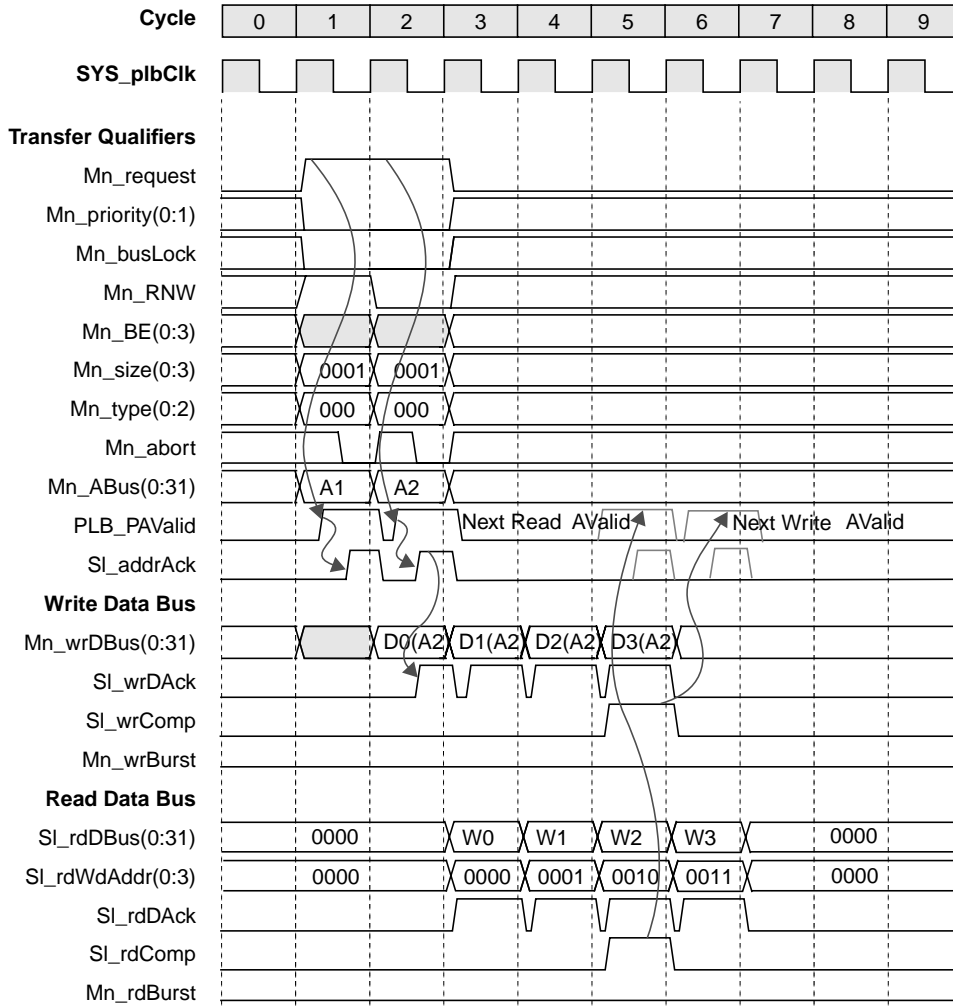 Cycle 0 1 2 3 4 5 6 7 8 9
SYS_plbClk
Transfer Qualifiers
Mn_request
Mn_priority(0:1)
Mn_busLock
Mn_RNW
Mn_BE(0:3)
Mn_size(0:3) 0001 0001
Mn_type(0:2) 000 000
Mn_abort
Mn_ABus(0:31) A1 A2
PLB_PAValid Next Read AValid Next Write AValid
Sl_addrAck
Write Data Bus
Mn_wrDBus(0:31) D0(A2 D1(A2) D2(A2) D3(A2
Sl_wrDAck
Sl_wrComp
Mn_wrBurst
Read Data Bus
Sl_rdDBus(0:31) 0000 W0 W1 W2 W3 0000
Sl_rdWdAddr(0:3) 0000 0000 0001 0010 0011 0000
Sl_rdDAck
Sl_rdComp
Mn_rdBurst